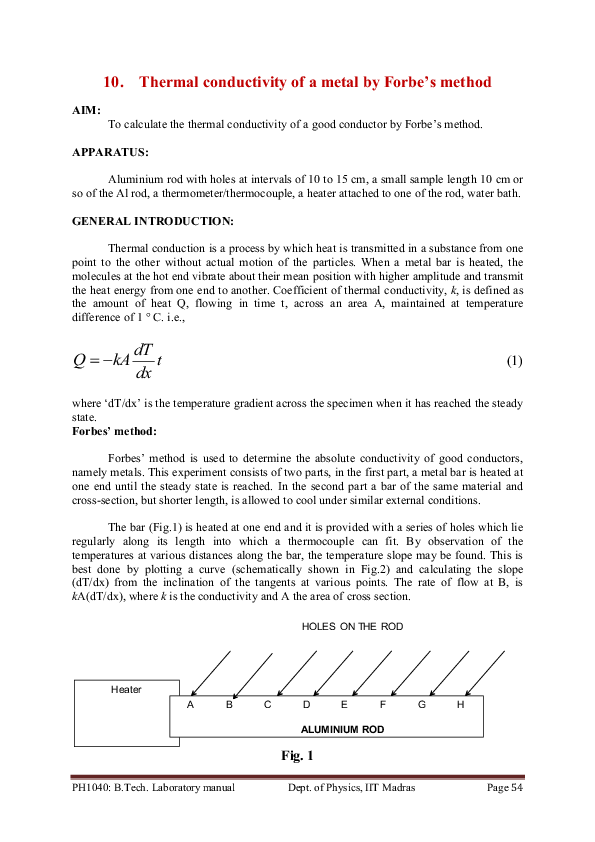 10. Thermal conductivity of a metal by Forbe's method
AIM:
To calculate the thermal conductivity of a good conductor by Forbe's method.
APPARATUS:
Aluminium rod with holes at intervals of 10 to 15 cm, a small sample length 10 cm or
so of the Al rod, a thermometer/thermocouple, a heater attached to one of the rod, water bath.
GENERAL INTRODUCTION:
Thermal conduction is a process by which heat is transmitted in a substance from one
point to the other without actual motion of the particles. When a metal bar is heated, the
molecules at the hot end vibrate about their mean position with higher amplitude and transmit
the heat energy from one end to another. Coefficient of thermal conductivity, k, is defined as
the amount of heat Q, flowing in time t, across an area A, maintained at temperature
difference of 1 ° C. i.e.,
Q = −kA dT/dx t (1)
where ‘dT/dx’ is the temperature gradient across the specimen when it has reached the steady
state.
Forbes’ method:
Forbes’ method is used to determine the absolute conductivity of good conductors,
namely metals. This experiment consists of two parts, in the first part, a metal bar is heated at
one end until the steady state is reached. In the second part a bar of the same material and
cross-section, but shorter length, is allowed to cool under similar external conditions.
The bar (Fig.1) is heated at one end and it is provided with a series of holes which lie
regularly along its length into which a thermocouple can fit. By observation of the
temperatures at various distances along the bar, the temperature slope may be found. This is
best done by plotting a curve (schematically shown in Fig.2) and calculating the slope
(dT/dx) from the inclination of the tangents at various points. The rate of flow at B, is
kA(dT/dx), where k is the conductivity and A the area of cross section.
HOLES ON THE ROD
Heater
A B C D E F G H
ALUMINIUM ROD
Fig. 1
PH1040: B.Tech. Laboratory manual Dept. of Physics, IIT Madras Page 54